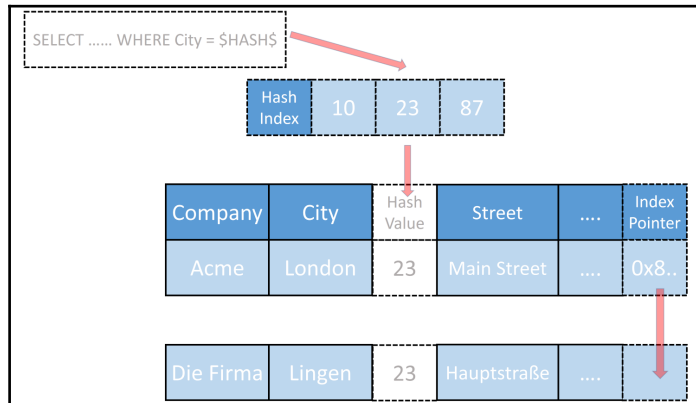 SELECT ...... WHERE City = $HASH$
Hash Index 10 23 87
Company City Hash Value Street .... Index Pointer
Acme London 23 Main Street .... 0x8..
Die Firma Lingen 23 Hauptstraße ....